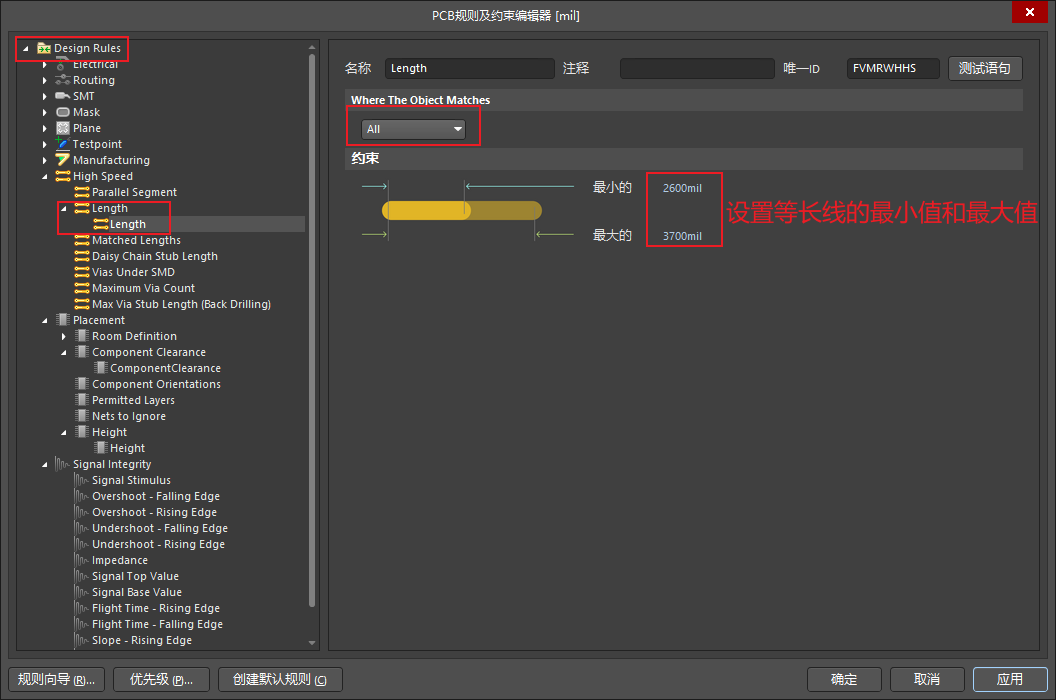 PCB规则及约束编辑器 [mil]
Design Rules
Electrical
Routing
SMT
Mask
Plane
Testpoint
Manufacturing
High Speed
Parallel Segment
Length
Length
Matched Lengths
Daisy Chain Stub Length
Vias Under SMD
Maximum Via Count
Max Via Stub Length (Back Drilling)
Placement
Room Definition
Component Clearance
ComponentClearance
Component Orientations
Permitted Layers
Nets to Ignore
Height
Height
Signal Integrity
Signal Stimulus
Overshoot - Falling Edge
Overshoot - Rising Edge
Undershoot - Falling Edge
Undershoot - Rising Edge
Impedance
Signal Top Value
Signal Base Value
Flight Time - Rising Edge
Flight Time - Falling Edge
Slope - Rising Edge
名称 Length 注释 唯一ID FVMRWHHS 测试语句
Where The Object Matches
All
约束
最小的 2600mil
设置等长线的最小值和最大值
最大的 3700mil
规则向导 (R)... 优先级 (P)... 创建默认规则 (C) 确定 取消 应用